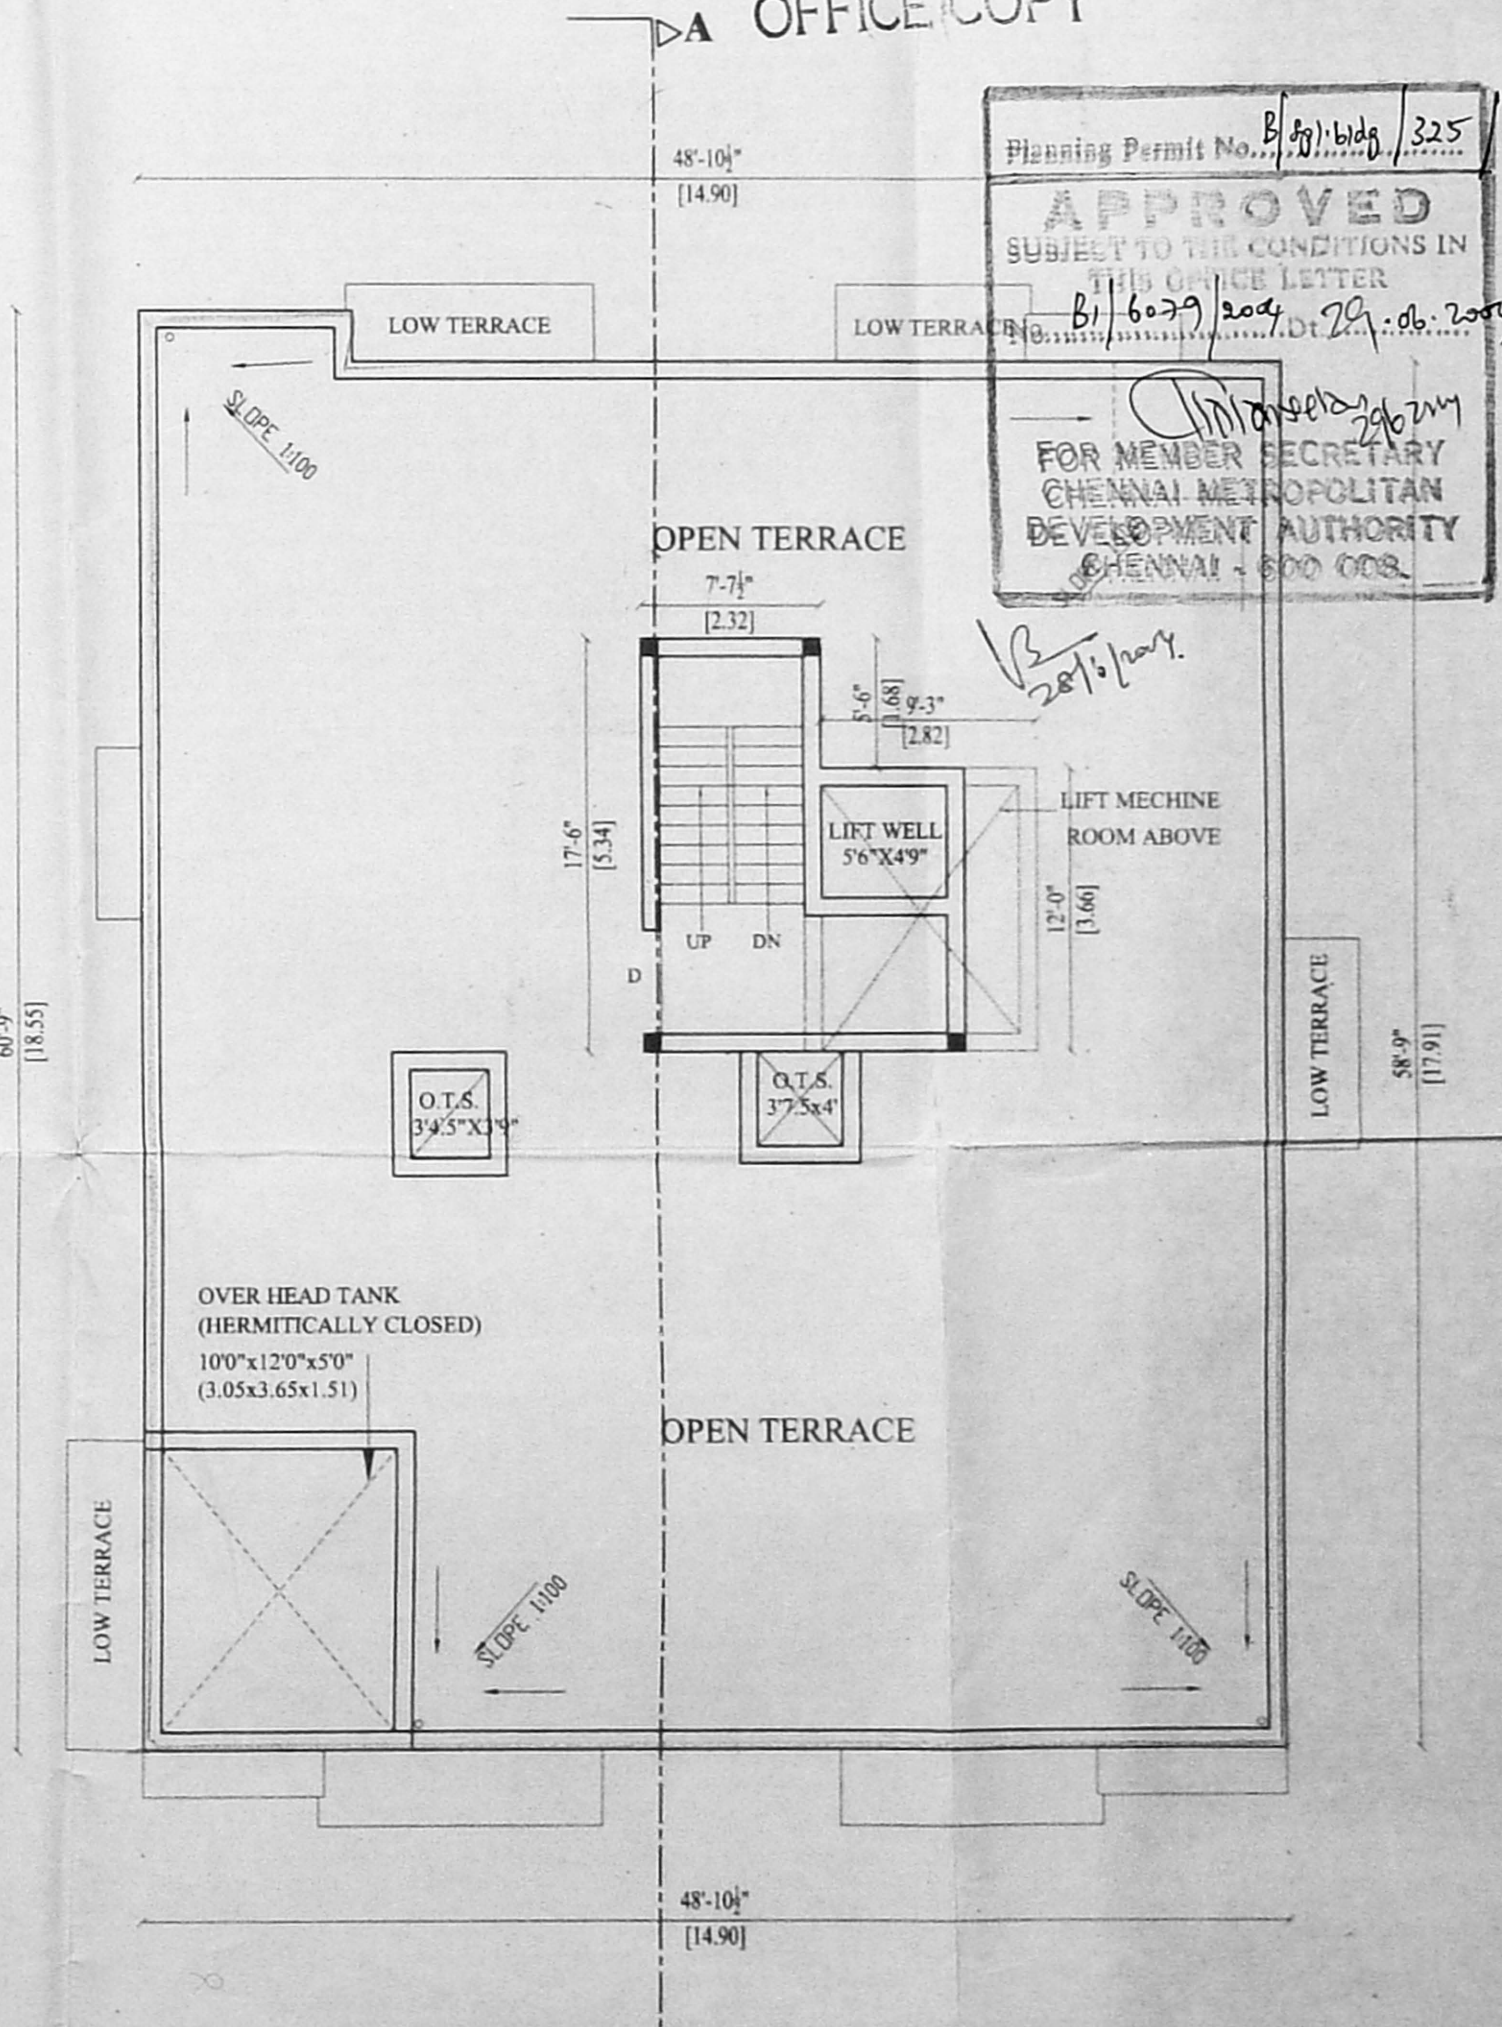 OFFICE COPY
A
48'-10½"
[14.90]
Planning Permit No. 325
APPROVED
SUBJECT TO THE CONDITIONS IN
THIS OFFICE LETTER
No. B1/6079/2004 Dt. 29.06.200
FOR MEMBER SECRETARY
CHENNAI METROPOLITAN
DEVELOPMENT AUTHORITY
CHENNAI - 600 008.
28/6/2004.
LOW TERRACE
LOW TERRACE
SLOPE 1:100
OPEN TERRACE
7'-7½"
[2.32]
5'-6"
[1.68]
9'-3"
[2.82]
LIFT MECHINE
ROOM ABOVE
LIFT WELL
5'6"X4'9"
17'-6"
[5.34]
12'-0"
[3.66]
UP
DN
D
60'-9"
[18.55]
LOW TERRACE
58'-9"
[17.91]
O.T.S.
3'4.5"X3'9"
O.T.S.
3'7.5x4'
OVER HEAD TANK
(HERMITICALLY CLOSED)
10'0"x12'0"x5'0"
(3.05x3.65x1.51)
OPEN TERRACE
LOW TERRACE
SLOPE 1:100
SLOPE 1:100
48'-10½"
[14.90]